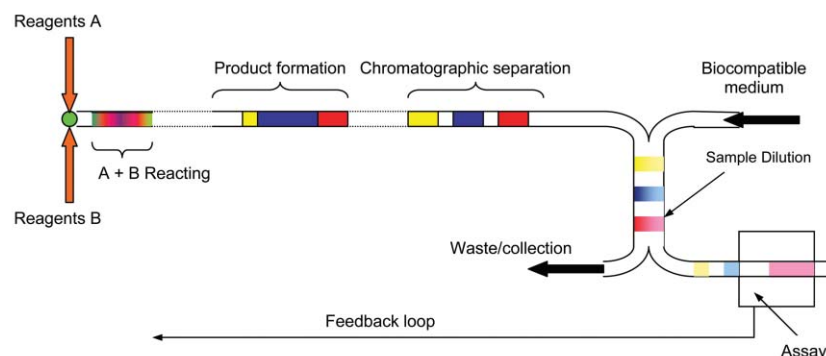 Reagents A
Product formation
Chromatographic separation
Biocompatible
medium
A + B Reacting
Sample Dilution
Reagents B
Waste/collection
Feedback loop
Assay